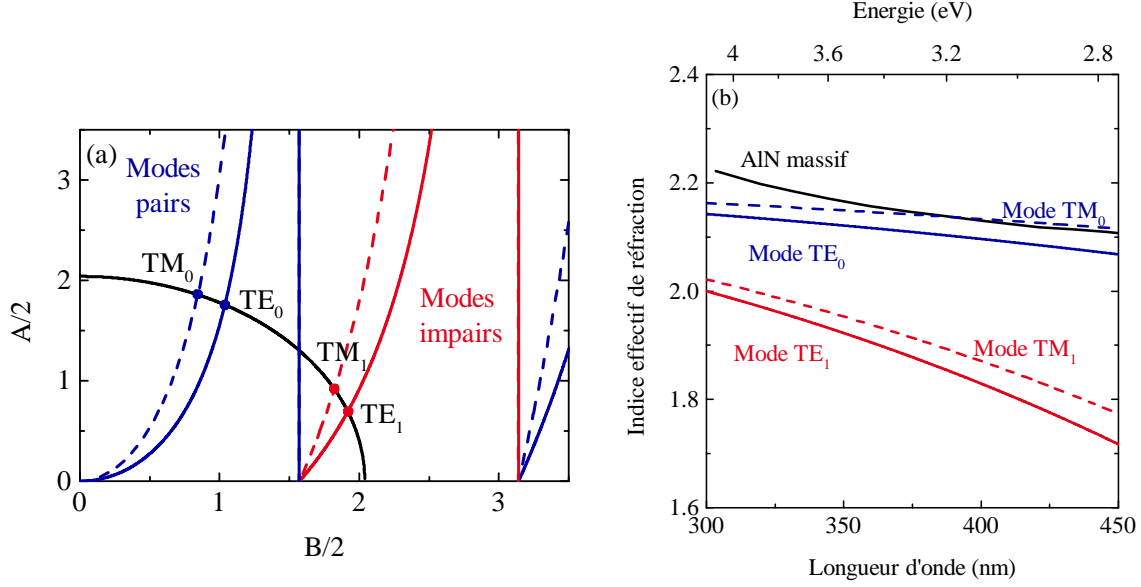 (a)
Modes
pairs
TM0
TE0
Modes
impairs
TM1
TE1
3
2
1
0
0 1 2 3
A/2
B/2
Energie (eV)
4 3.6 3.2 2.8
(b)
AlN massif
Mode TM0
Mode TE0
Mode TE1
Mode TM1
2.4
2.2
2.0
1.8
1.6
300 350 400 450
Indice effectif de réfraction
Longueur d'onde (nm)